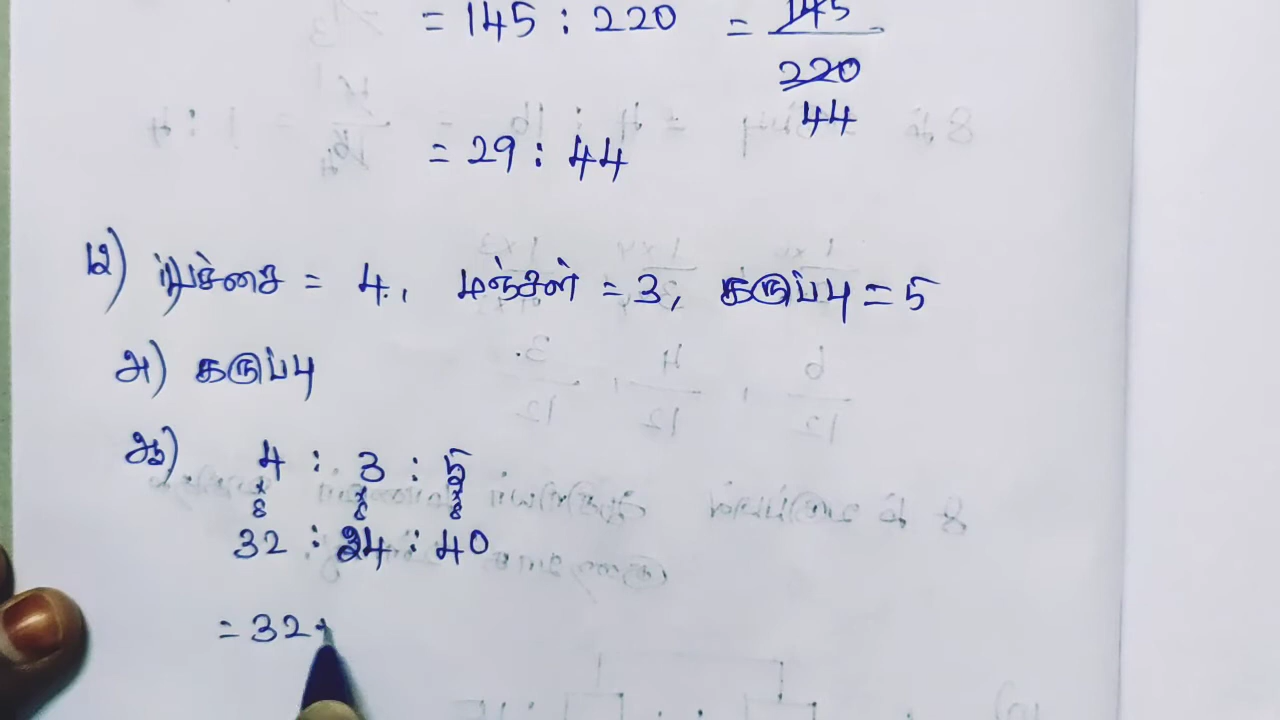 = 145 : 220 = 145
220
44
= 29 : 44
12) பச்சை = 4, மஞ்சள் = 3, கருப்பு = 5
அ) கருப்பு
ஆ) 4 : 3 : 5
× × ×
8 8 8
32 : 24 : 40
= 32